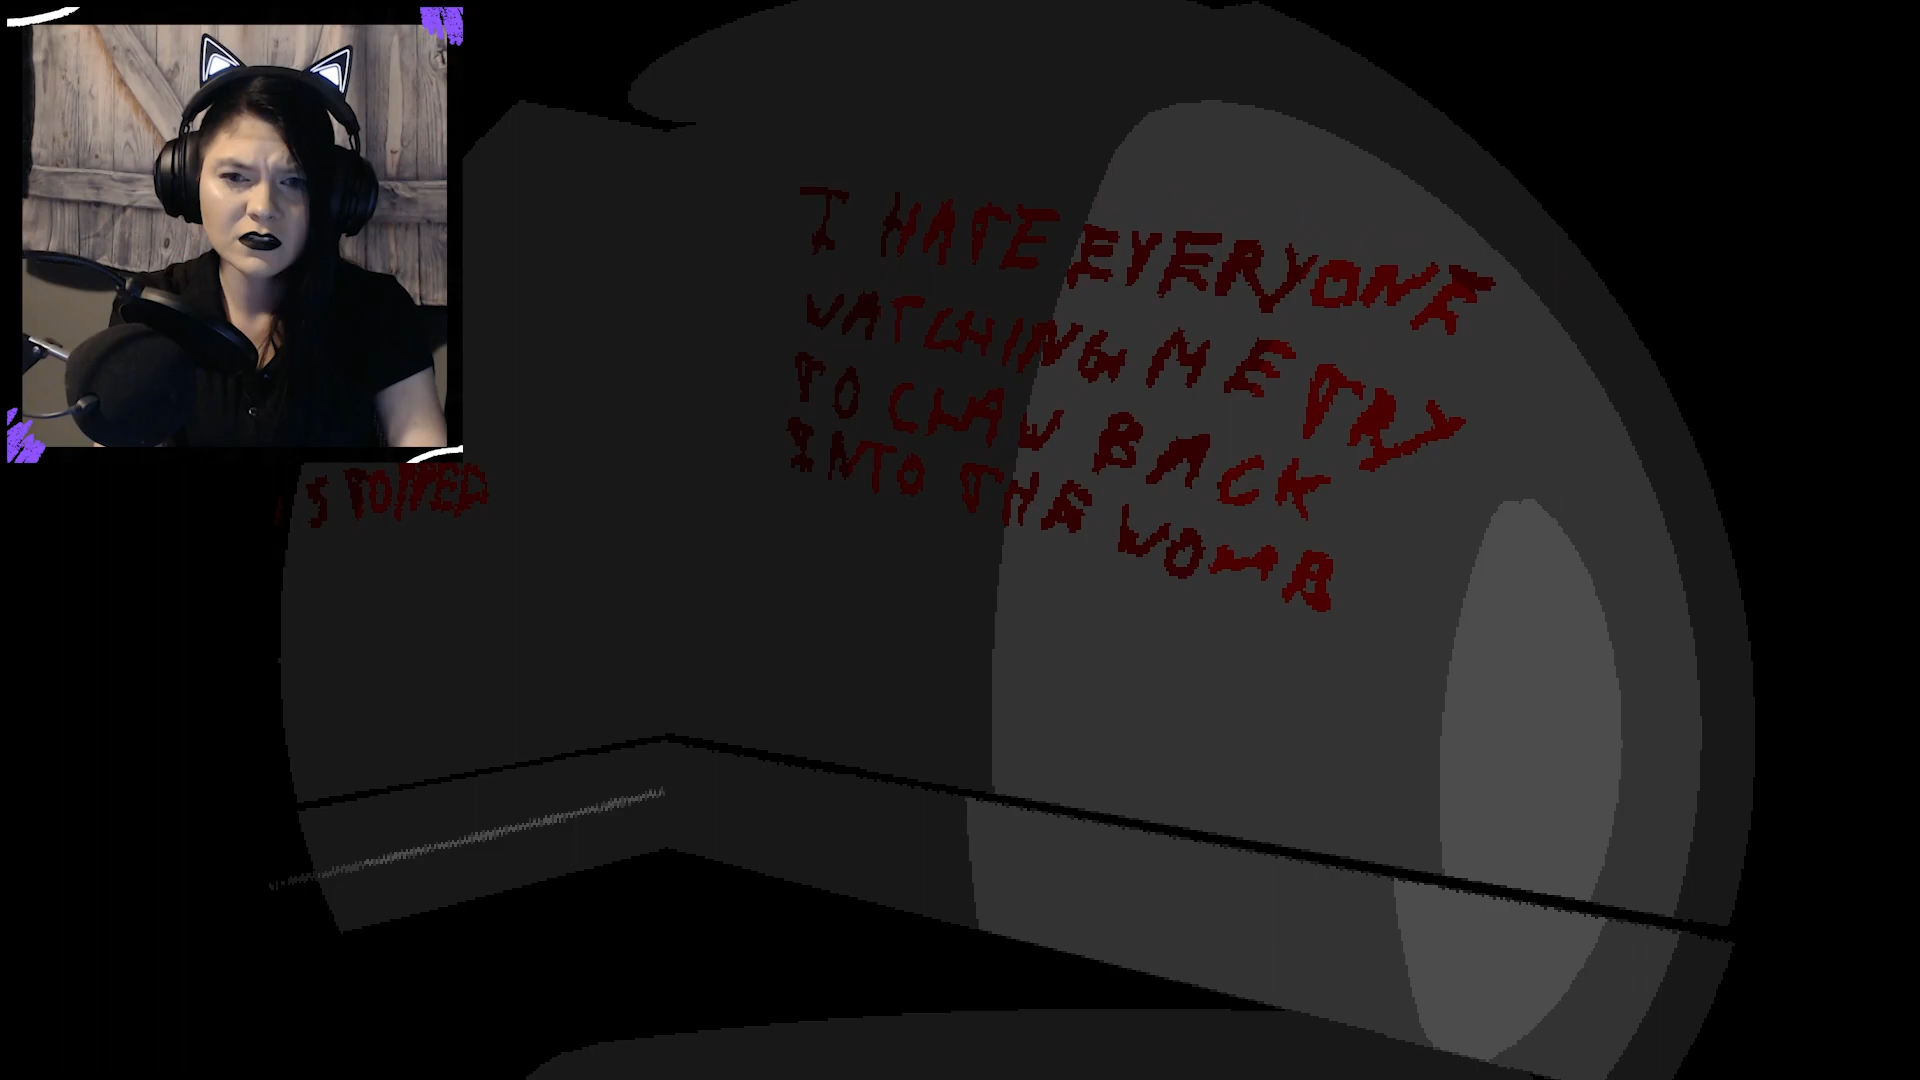 I HATE EVERYONE
WATCHING ME TRY
TO CLAW BACK
INTO THE WOMB